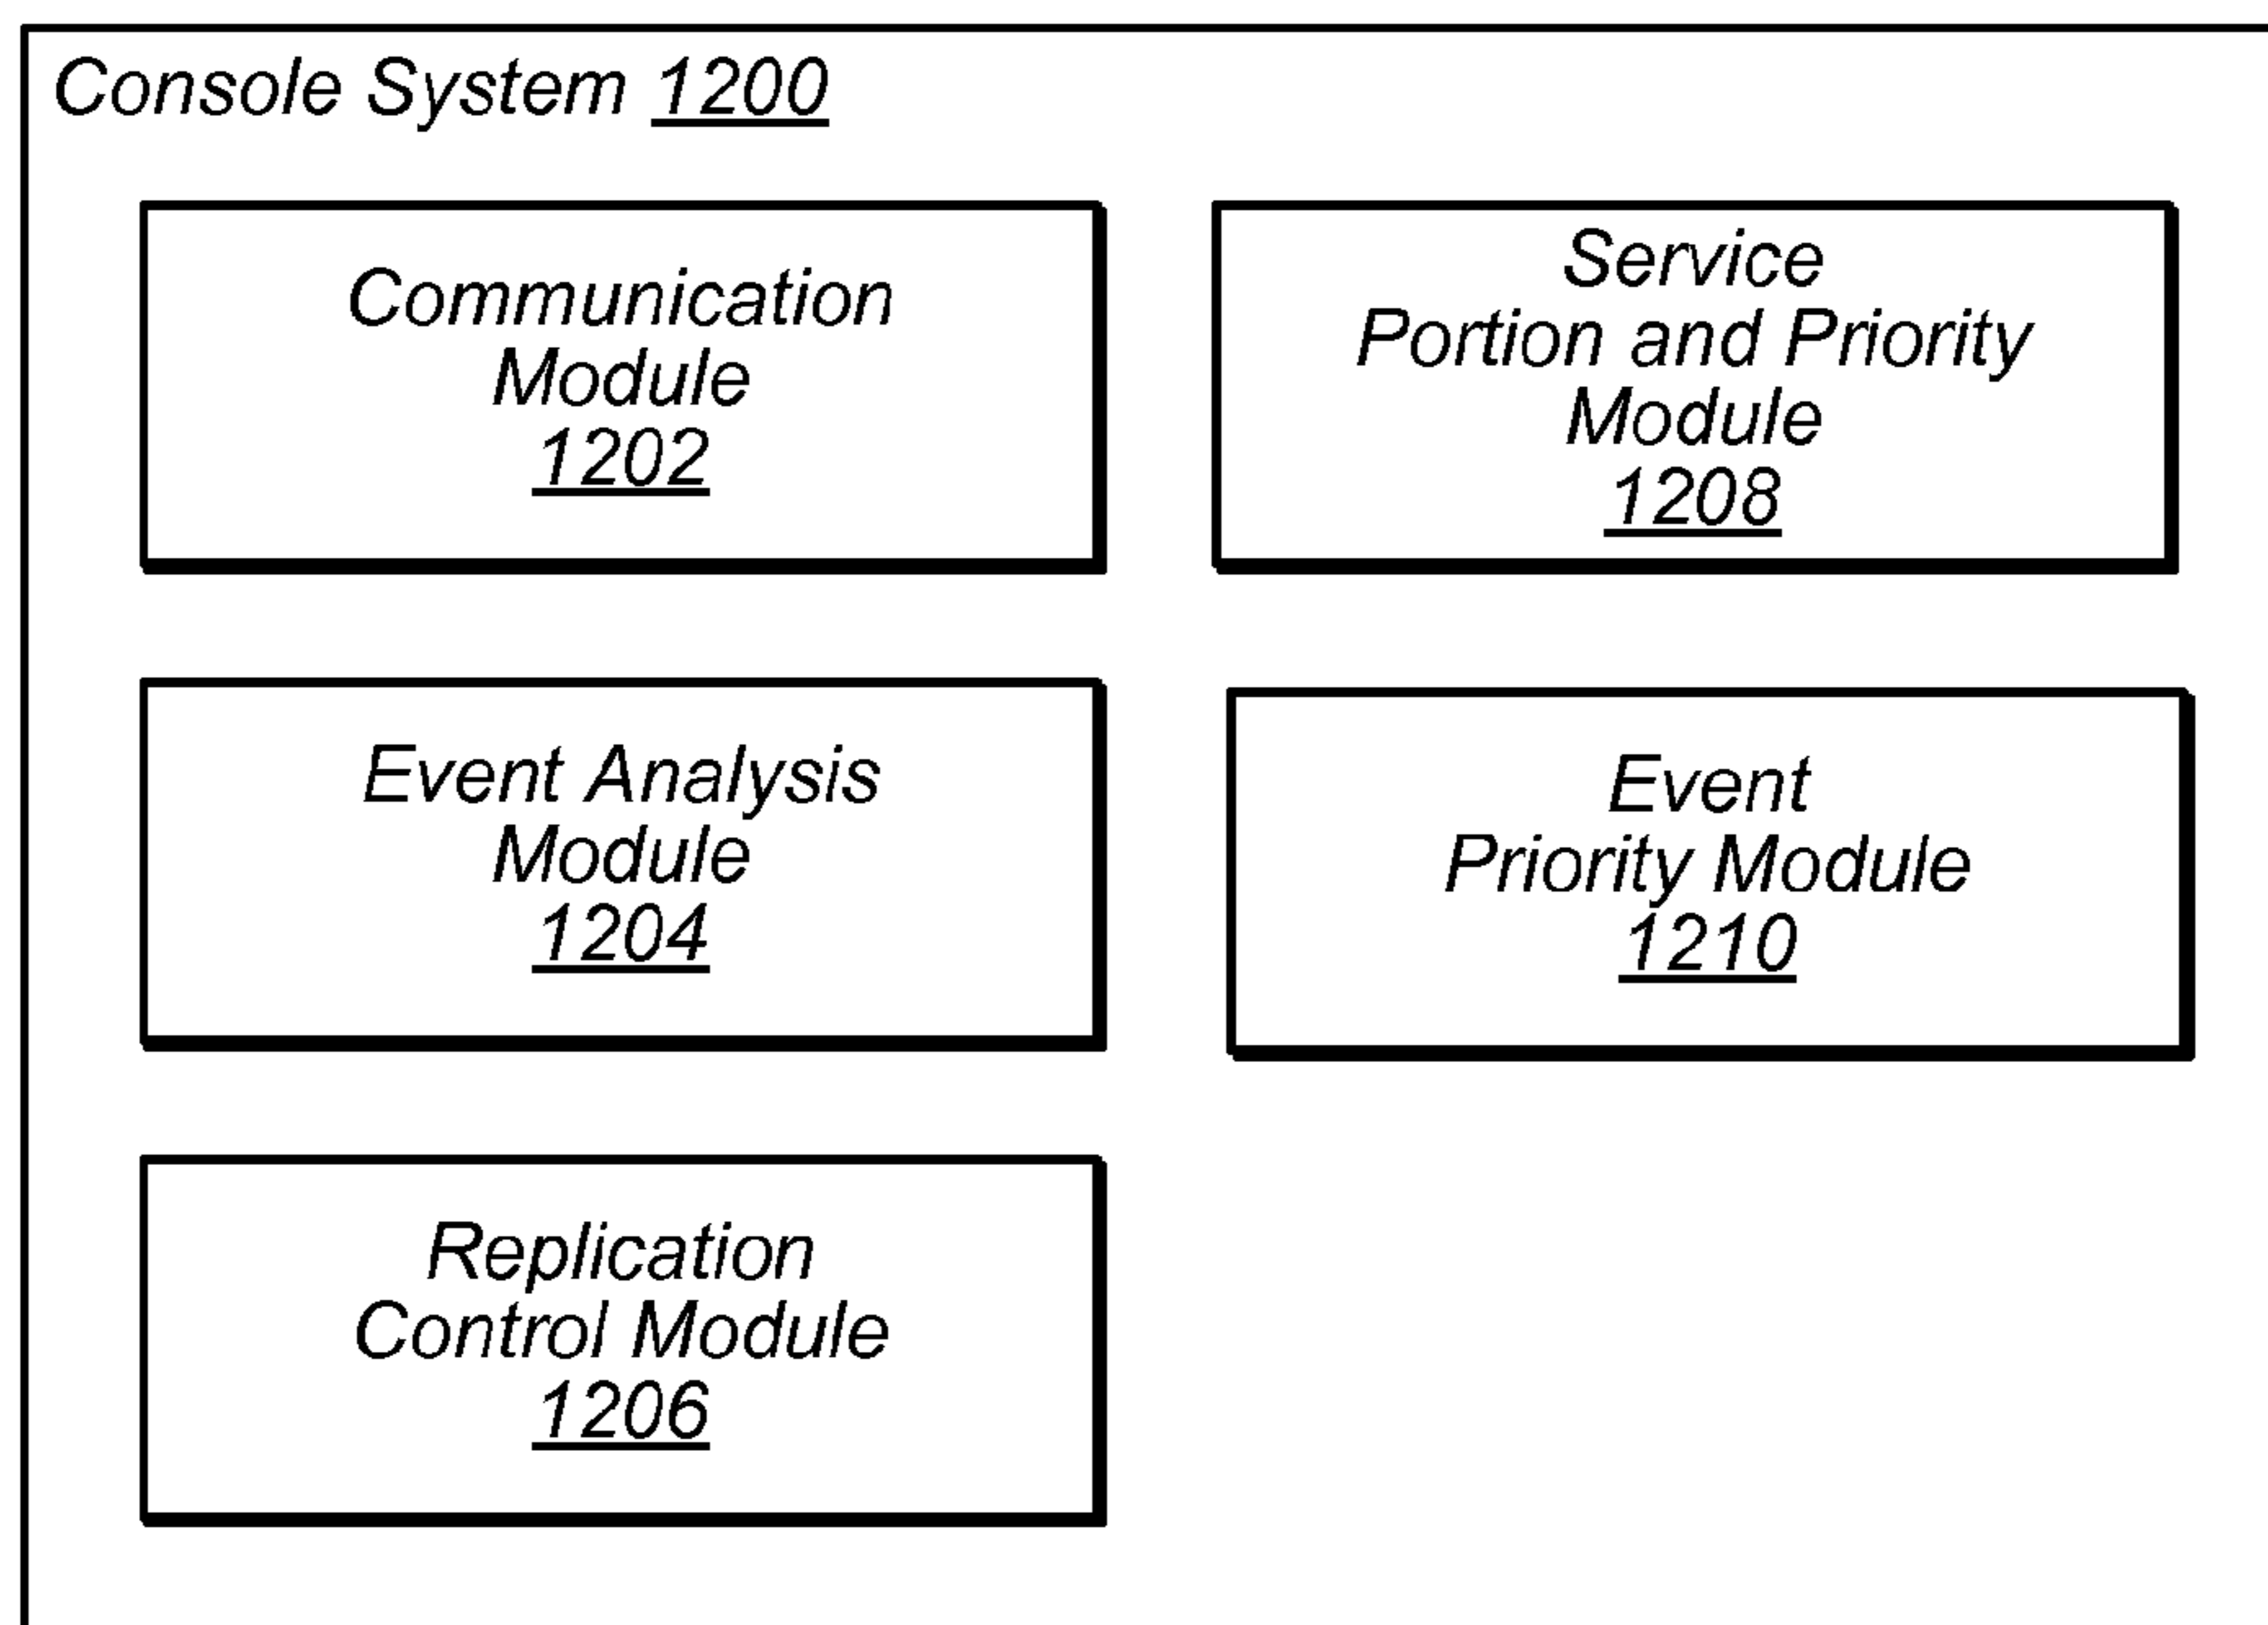 Console System 1200
Communication
Module
1202
Service
Portion and Priority
Module
1208
Event Analysis
Module
1204
Event
Priority Module
1210
Replication
Control Module
1206